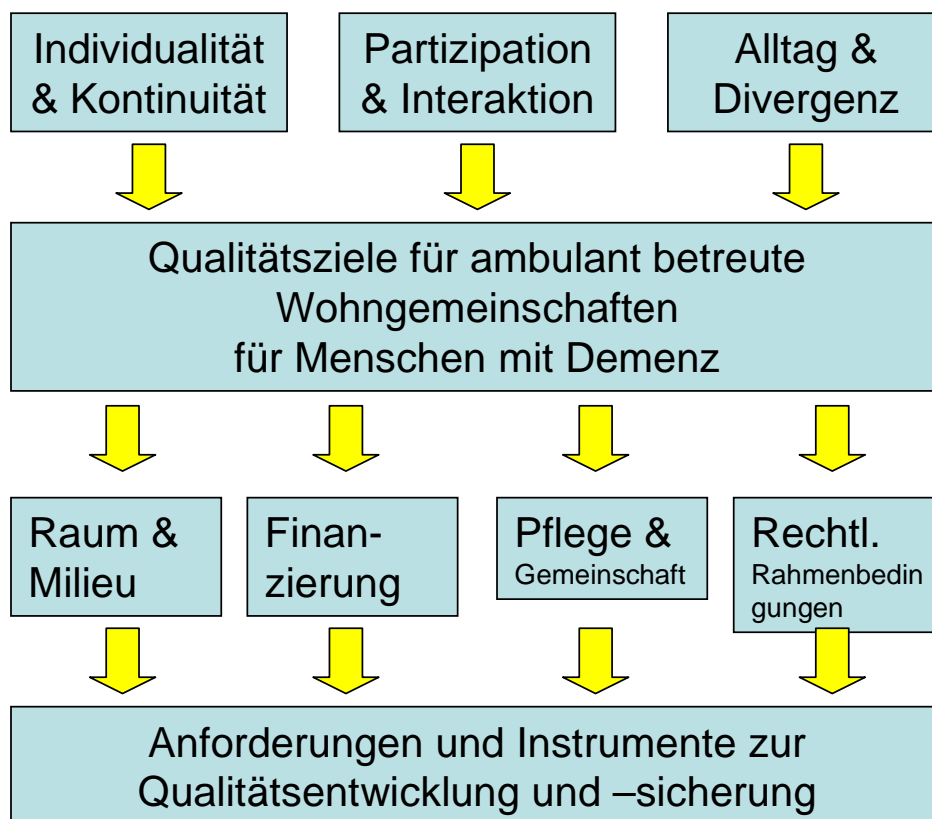 Individualität
& Kontinuität
Partizipation
& Interaktion
Alltag &
Divergenz
Qualitätsziele für ambulant betreute
Wohngemeinschaften
für Menschen mit Demenz
Raum &
Milieu
Finan-
zierung
Pflege &
Gemeinschaft
Rechtl.
Rahmenbedin
gungen
Anforderungen und Instrumente zur
Qualitätsentwicklung und –sicherung